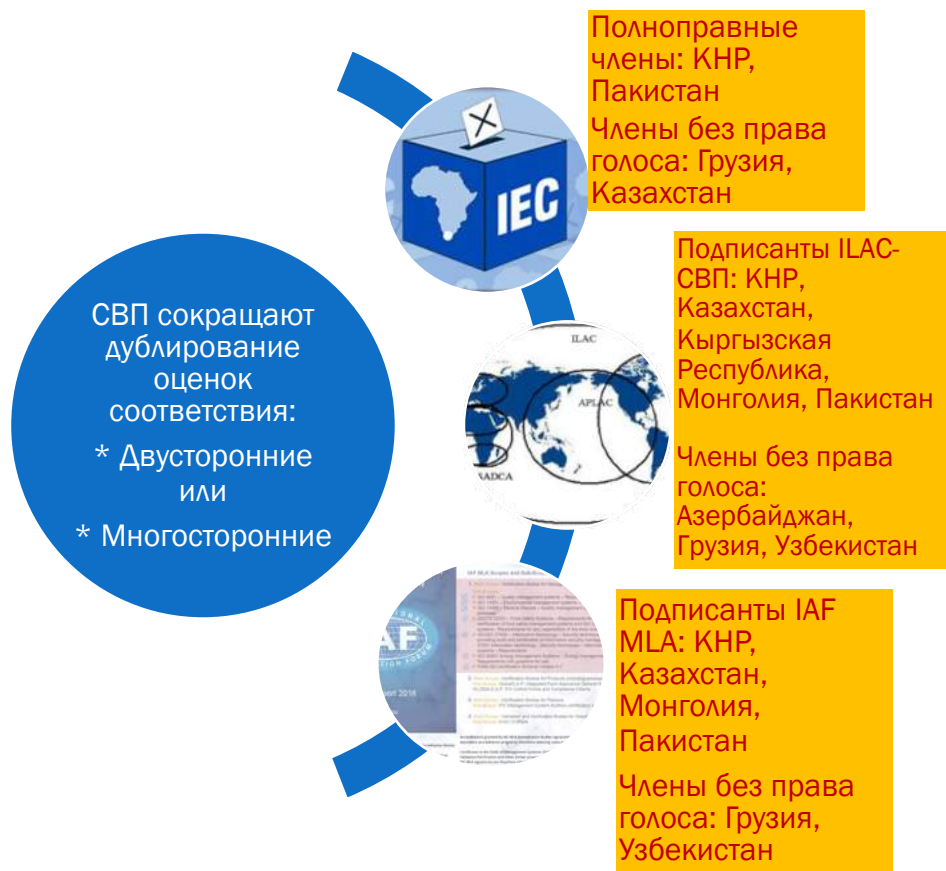 СВП сокращают
дублирование
оценок
соответствия:
* Двусторонние
или
* Многосторонние
IEC
Полноправные
члены: КНР,
Пакистан
Члены без права
голоса: Грузия,
Казахстан
ILAC
APLAC
SADCA
Подписанты ILAC-
СВП: КНР,
Казахстан,
Кыргызская
Республика,
Монголия, Пакистан
Члены без права
голоса:
Азербайджан,
Грузия, Узбекистан
Подписанты IAF
MLA: КНР,
Казахстан,
Монголия,
Пакистан
Члены без права
голоса: Грузия,
Узбекистан